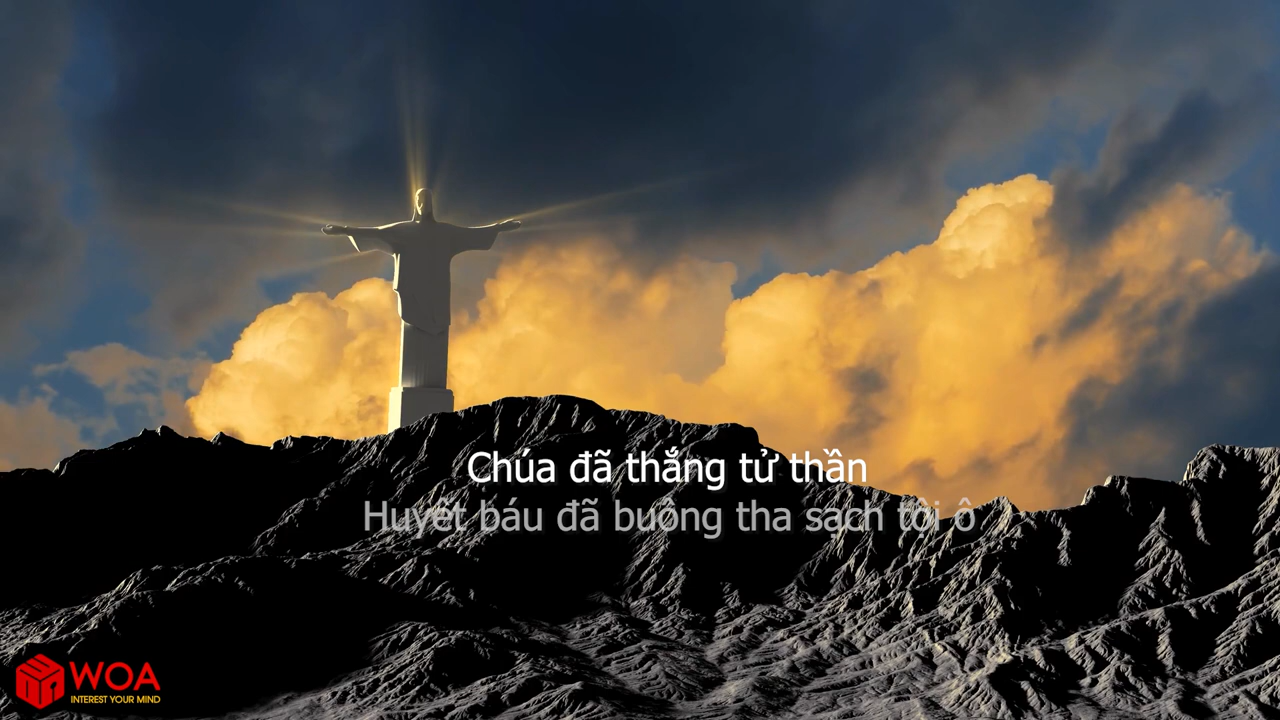 Chúa đã thắng tử thần
Huyết báu đã buông tha sạch tội ô
WOA
INTEREST YOUR MIND